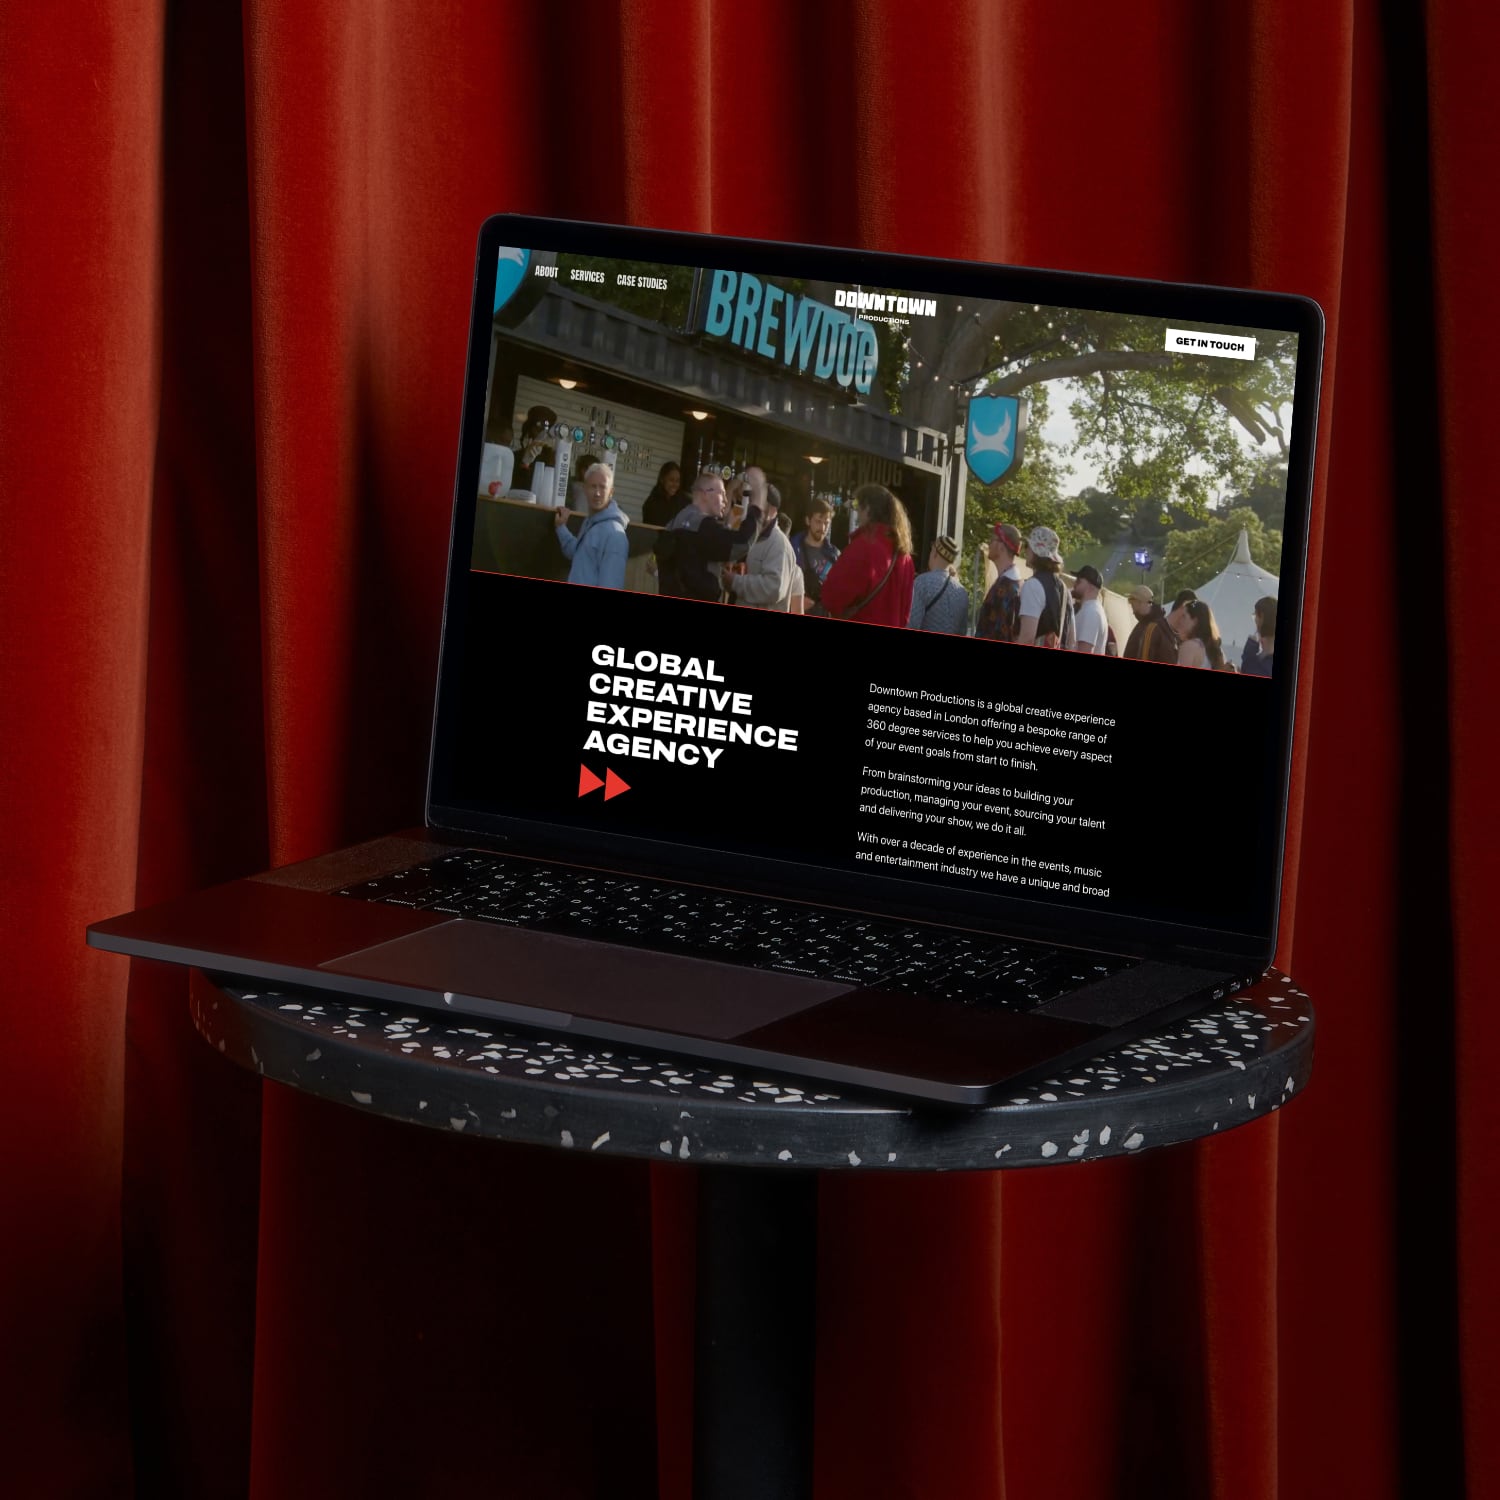 ABOUT SERVICES CASE STUDIES
DOWNTOWN
PRODUCTIONS
GET IN TOUCH
BREWDOG
BREWDOG
BREWDOG
GLOBAL
CREATIVE
EXPERIENCE
AGENCY
Downtown Productions is a global creative experience
agency based in London offering a bespoke range of
360 degree services to help you achieve every aspect
of your event goals from start to finish.
From brainstorming your ideas to building your
production, managing your event, sourcing your talent
and delivering your show, we do it all.
With over a decade of experience in the events, music
and entertainment industry we have a unique and broad
command option